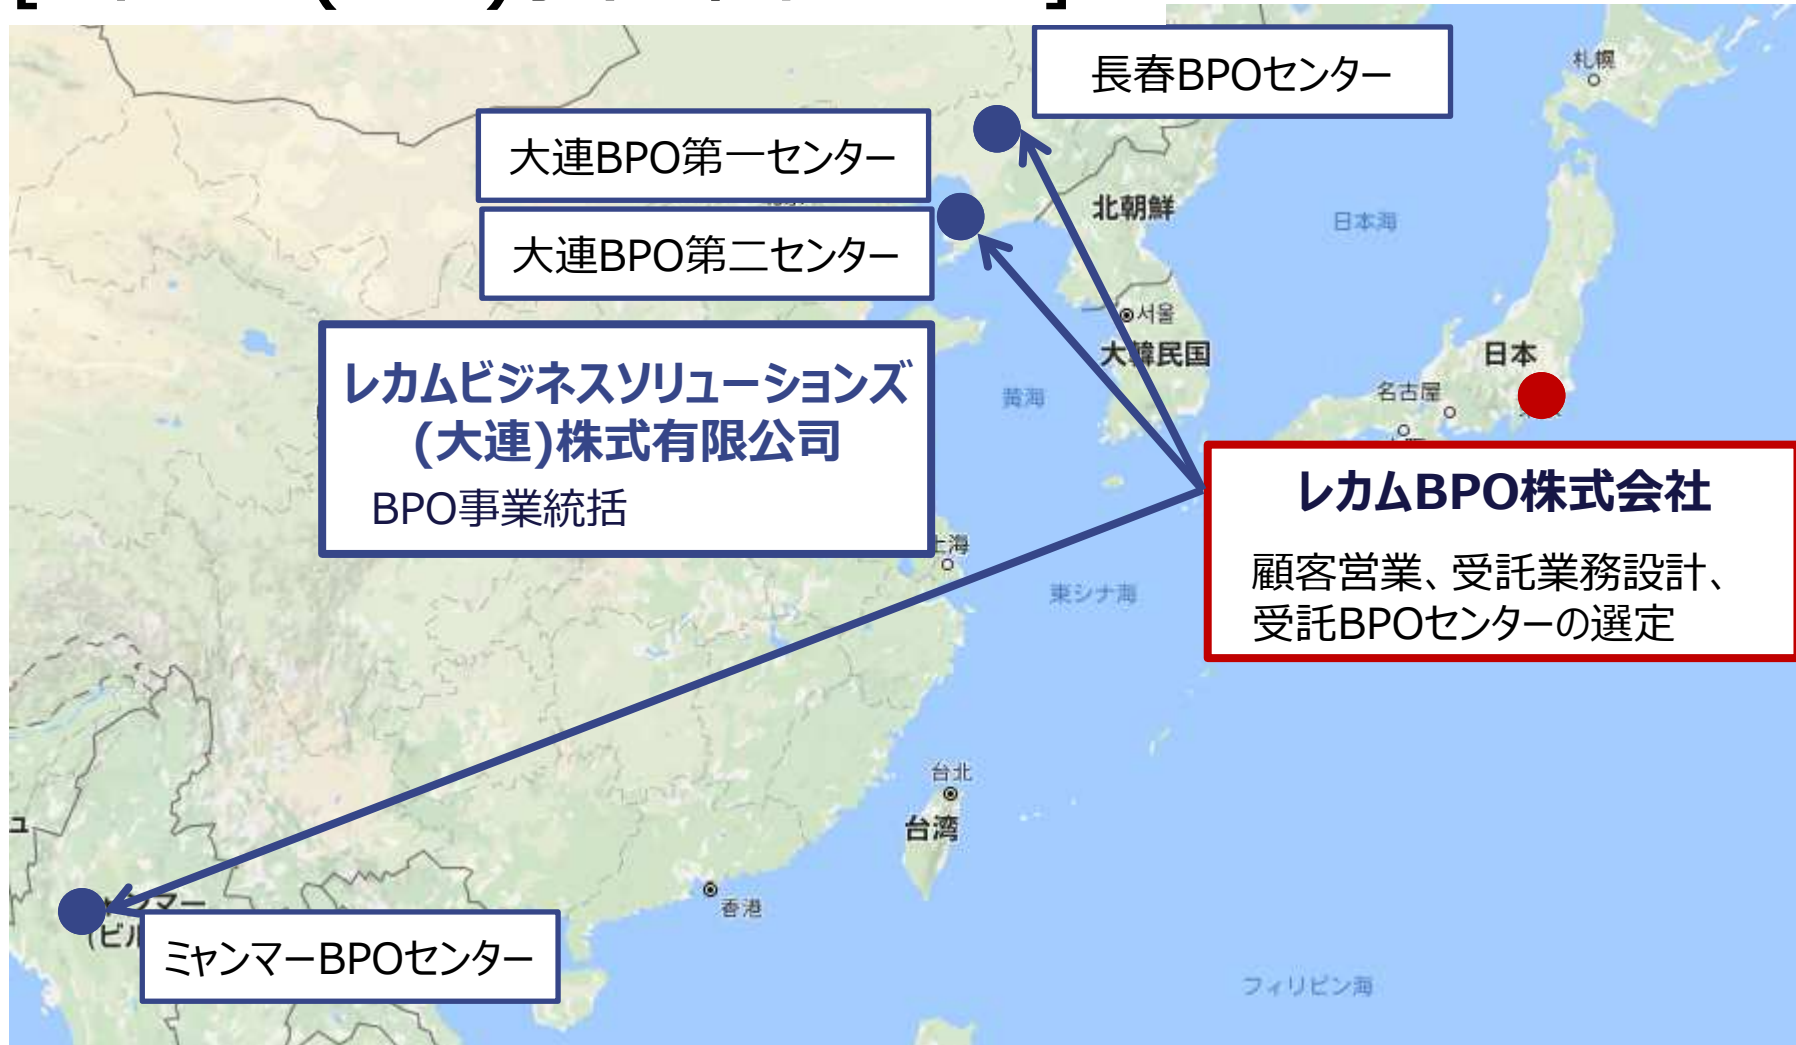 長春BPOセンター
札幌
大連BPO第一センター
北朝鮮
日本海
大連BPO第二センター
서울
大韓民国
日本
レカムビジネスソリューションズ
(大連)株式有限公司
BPO事業統括
黄海
名古屋
レカムBPO株式会社
顧客営業、受託業務設計、
受託BPOセンターの選定
上海
東シナ海
台北
台湾
香港
ミャンマーBPOセンター
フィリピン海